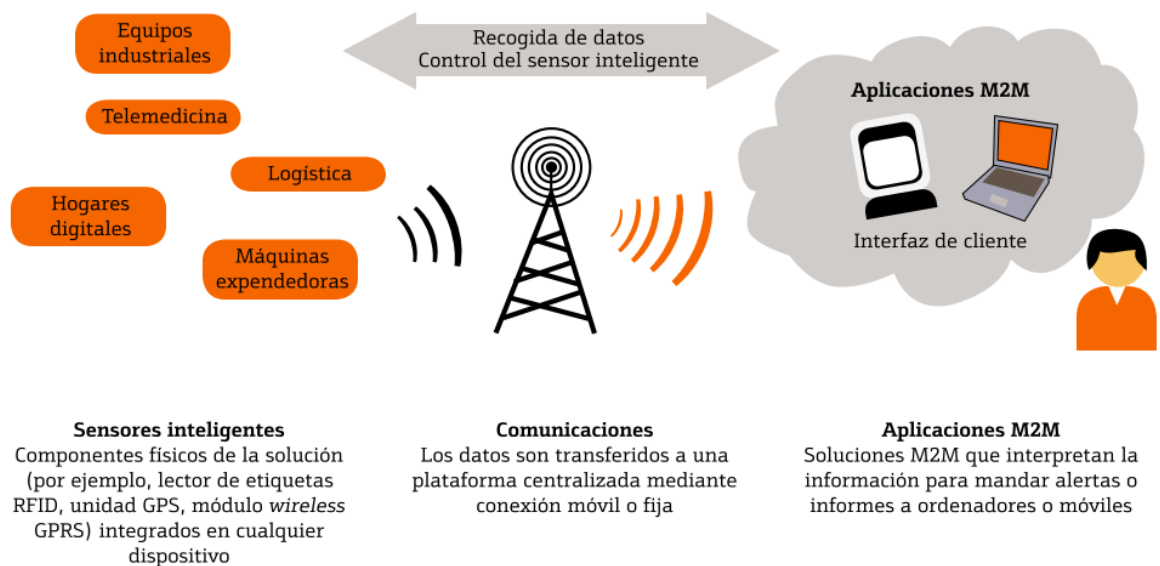 Equipos
industriales
Telemedicina
Logística
Hogares
digitales
Máquinas
expendedoras
Recogida de datos
Control del sensor inteligente
Aplicaciones M2M
Interfaz de cliente
Sensores inteligentes
Componentes físicos de la solución
(por ejemplo, lector de etiquetas
RFID, unidad GPS, módulo wireless
GPRS) integrados en cualquier
dispositivo
Comunicaciones
Los datos son transferidos a una
plataforma centralizada mediante
conexión móvil o fija
Aplicaciones M2M
Soluciones M2M que interpretan la
información para mandar alertas o
informes a ordenadores o móviles